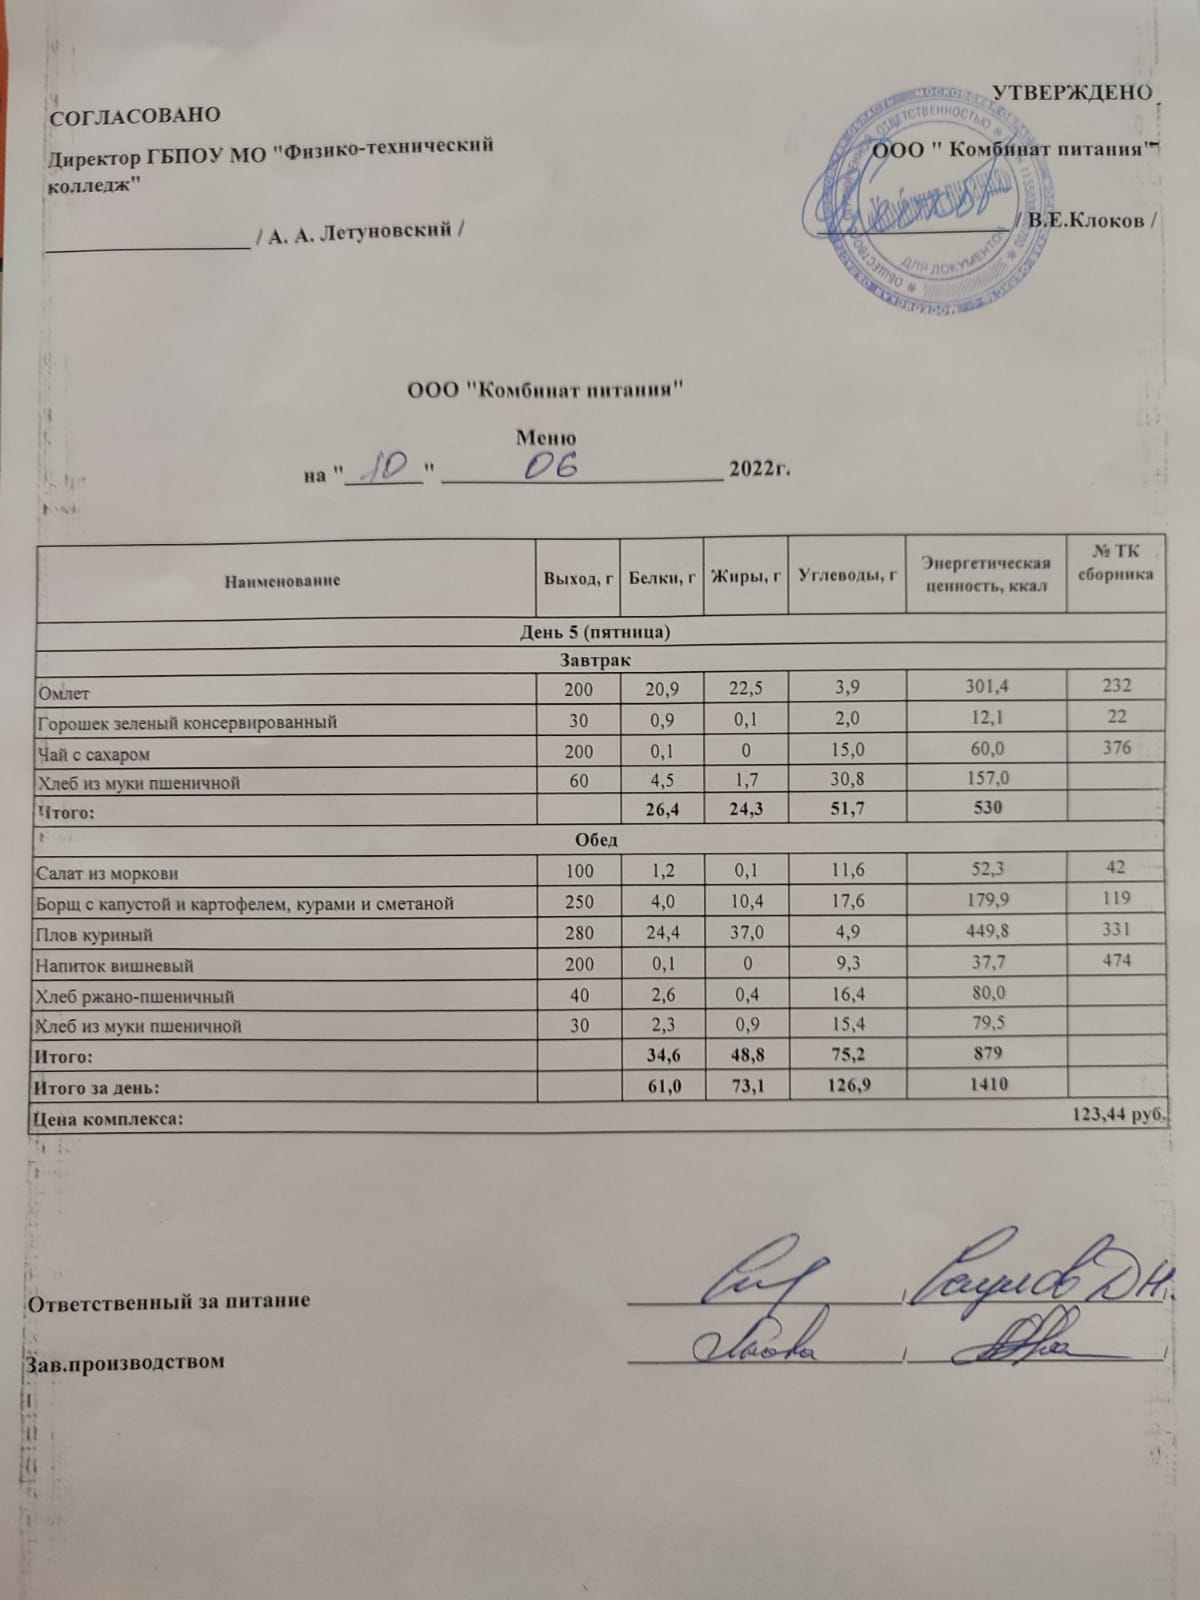 СОГЛАСОВАНО
Директор ГБПОУ МО "Физико-технический
колледж"
/ А. А. Летуновский /
УТВЕРЖДЕНО
ООО " Комбинат питания"
/ В.Е.Клоков /
ДЛЯ ДОКУМЕНТОВ
ООО "Комбинат питания"
Меню
на " 10 " 06 2022г.
Наименование Выход, г Белки, г Жиры, г Углеводы, г Энергетическая ценность, ккал № ТК сборника
День 5 (пятница)
Завтрак
Омлет 200 20,9 22,5 3,9 301,4 232
Горошек зеленый консервированный 30 0,9 0,1 2,0 12,1 22
Чай с сахаром 200 0,1 0 15,0 60,0 376
Хлеб из муки пшеничной 60 4,5 1,7 30,8 157,0
Итого: 26,4 24,3 51,7 530
Обед
Салат из моркови 100 1,2 0,1 11,6 52,3 42
Борщ с капустой и картофелем, курами и сметаной 250 4,0 10,4 17,6 179,9 119
Плов куриный 280 24,4 37,0 4,9 449,8 331
Напиток вишневый 200 0,1 0 9,3 37,7 474
Хлеб ржано-пшеничный 40 2,6 0,4 16,4 80,0
Хлеб из муки пшеничной 30 2,3 0,9 15,4 79,5
Итого: 34,6 48,8 75,2 879
Итого за день: 61,0 73,1 126,9 1410
Цена комплекса: 123,44 руб.
Ответственный за питание
Зав.производством